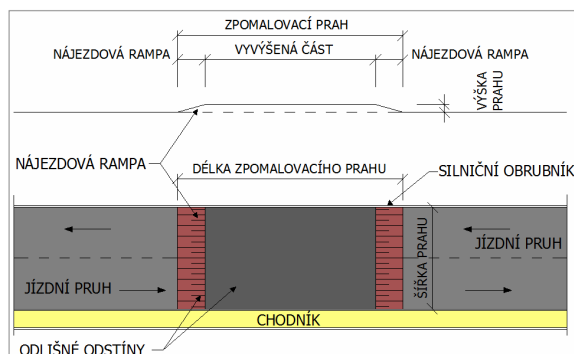 ZPOMALOVACÍ PRAH
NÁJEZDOVÁ RAMPA
VYVÝŠENÁ ČÁST
NÁJEZDOVÁ RAMPA
VÝŠKA
PRAHU
NÁJEZDOVÁ RAMPA
DÉLKA ZPOMALOVACÍHO PRAHU
SILNIČNÍ OBRUBNÍK
JÍZDNÍ PRUH
ŠÍŘKA PRAHU
JÍZDNÍ PRUH
CHODNÍK
ODLIŠNÉ ODSTÍNY